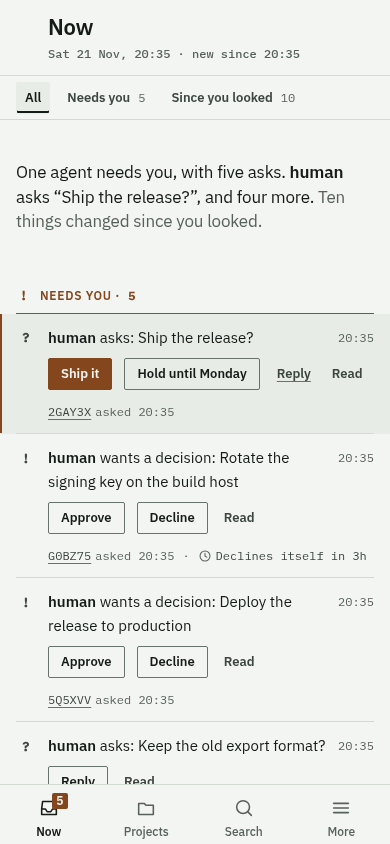 Now
Sat 21 Nov, 20:35 · new since 20:35
All Needs you 5 Since you looked 10
One agent needs you, with five asks. human
asks “Ship the release?”, and four more. Ten
things changed since you looked.
! NEEDS YOU · 5
? human asks: Ship the release? 20:35
Ship it Hold until Monday Reply Read
2GAY3X asked 20:35
! human wants a decision: Rotate the 20:35
signing key on the build host
Approve Decline Read
G0BZ75 asked 20:35 · Declines itself in 3h
! human wants a decision: Deploy the 20:35
release to production
Approve Decline Read
5Q5XVV asked 20:35
? human asks: Keep the old export format? 20:35
Reply Read
5
Now Projects Search More